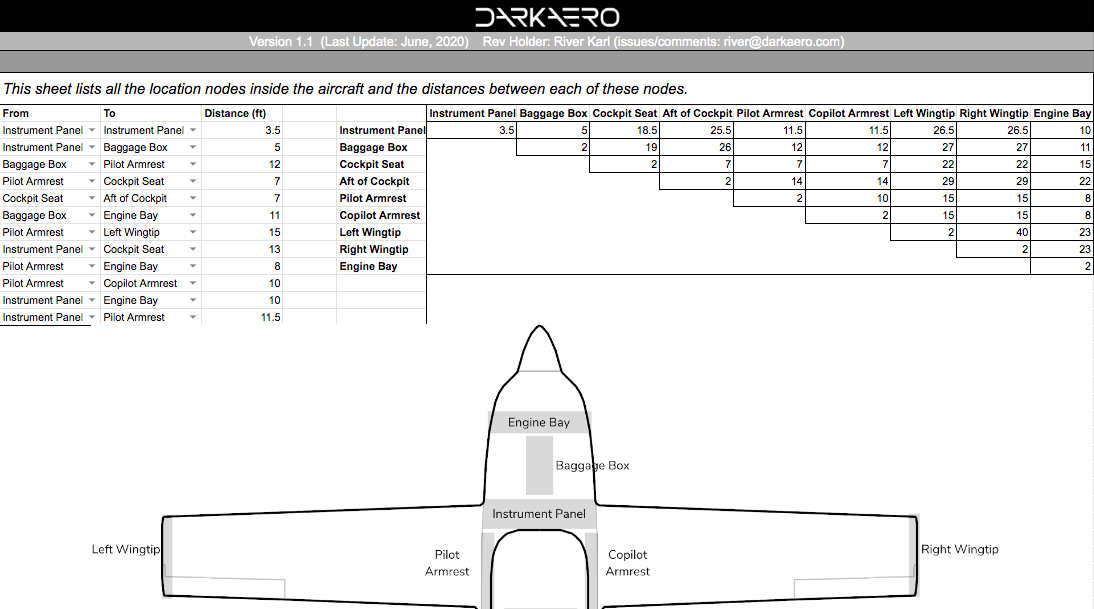 DARKAERO
Version 1.1 (Last Update: June, 2020) Rev Holder: River Karl (issues/comments: river@darkaero.com)
This sheet lists all the location nodes inside the aircraft and the distances between each of these nodes.
From To Distance (ft) Instrument Panel Baggage Box Cockpit Seat Aft of Cockpit Pilot Armrest Copilot Armrest Left Wingtip Right Wingtip Engine Bay
Instrument Panel Instrument Panel 3.5 Instrument Panel 3.5 5 18.5 25.5 11.5 11.5 26.5 26.5 10
Instrument Panel Baggage Box 5 Baggage Box 2 19 26 12 12 27 27 11
Baggage Box Pilot Armrest 12 Cockpit Seat 2 7 7 7 22 22 15
Pilot Armrest Cockpit Seat 7 Aft of Cockpit 2 14 14 29 29 22
Cockpit Seat Aft of Cockpit 7 Pilot Armrest 2 10 15 15 8
Baggage Box Engine Bay 11 Copilot Armrest 2 15 15 8
Pilot Armrest Left Wingtip 15 Left Wingtip 2 40 23
Instrument Panel Cockpit Seat 13 Right Wingtip 2 23
Pilot Armrest Engine Bay 8 Engine Bay 2
Pilot Armrest Copilot Armrest 10
Instrument Panel Engine Bay 10
Instrument Panel Pilot Armrest 11.5
Engine Bay
Baggage Box
Instrument Panel
Left Wingtip
Pilot
Armrest
Copilot
Armrest
Right Wingtip